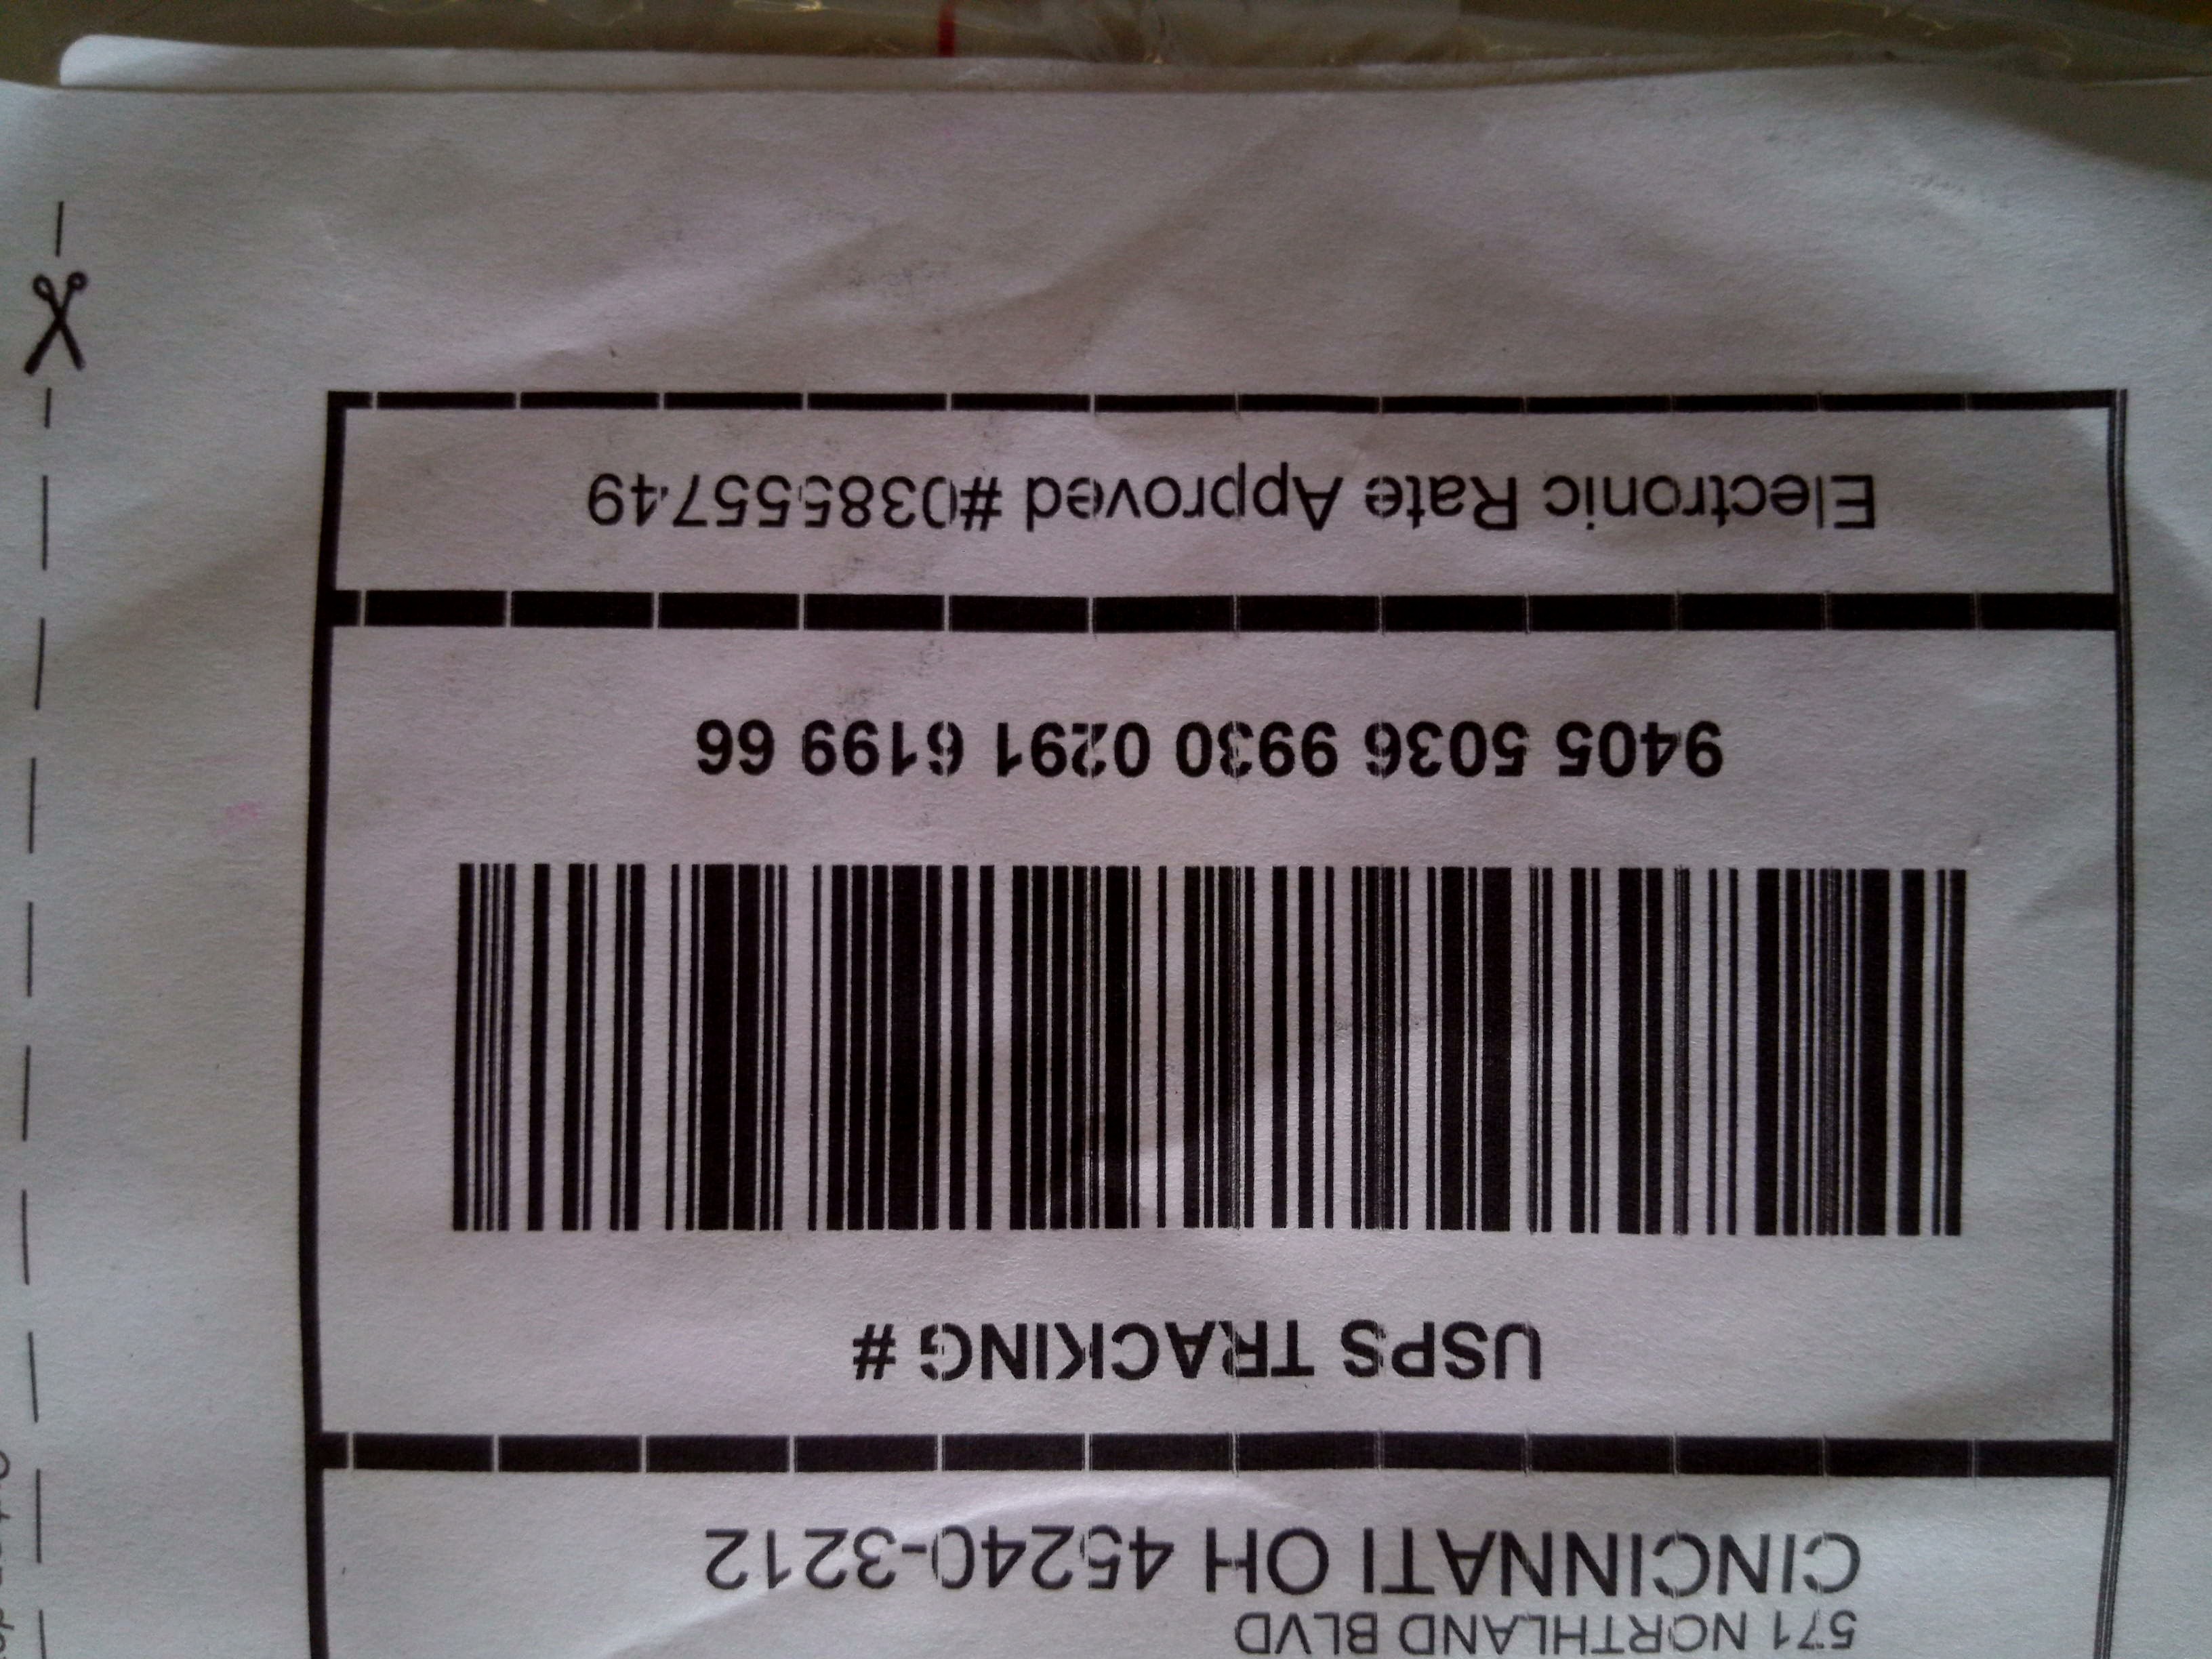 571 NORTHLAND BLVD
CINCINNATI OH 45240-3212
USPS TRACKING #
9405 5036 9930 0291 6199 66
Electronic Rate Approved #038555749